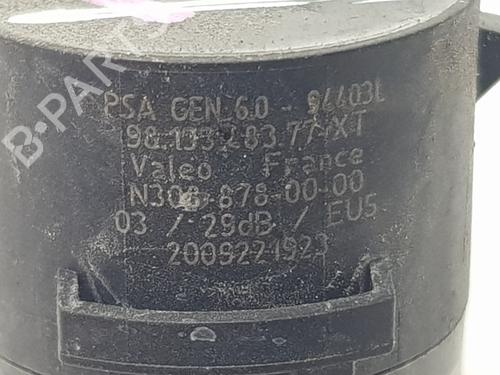 PSA GEN 6.0 - 94403L
98.133.283.77 XT
Valeo France
N308-878-00-00
03 / 29dB / EU5
2009221923
B-PARTS